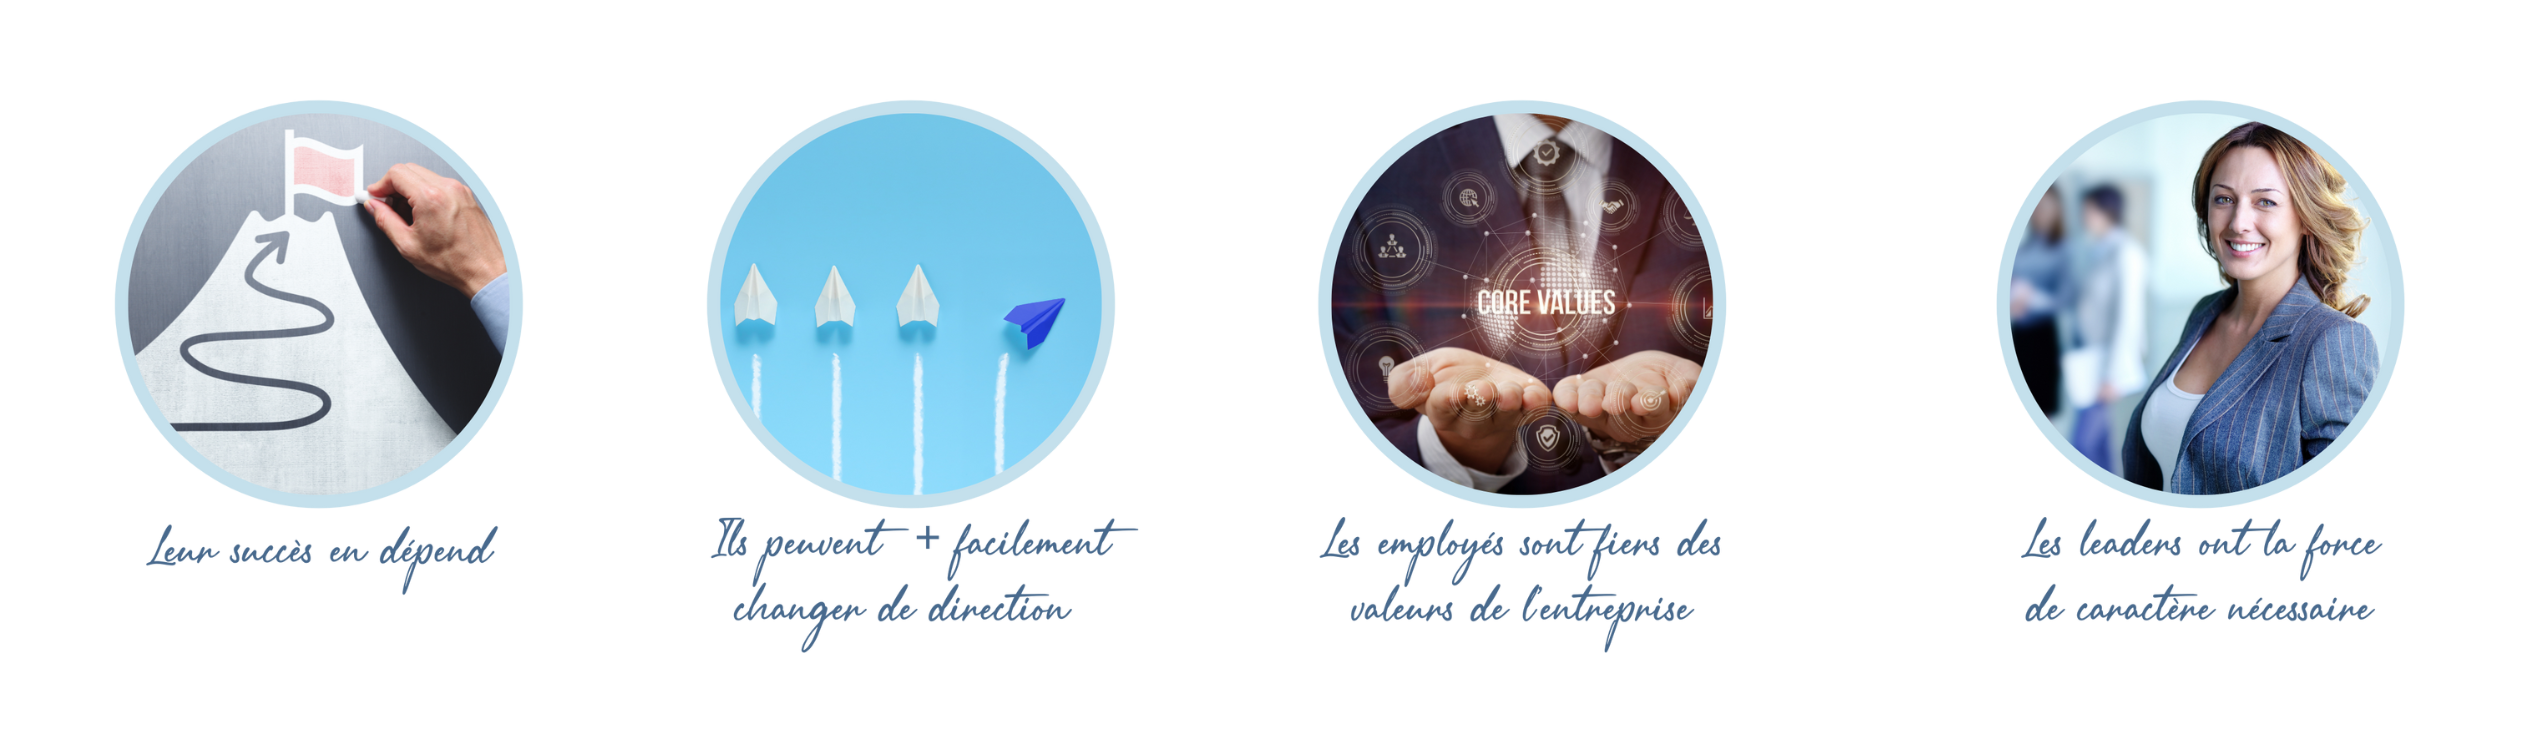 CORE VALUES
Leur succès en dépend
Ils peuvent + facilement
changer de direction
Les employés sont fiers des
valeurs de l'entreprise
Les leaders ont la force
de caractère nécessaire